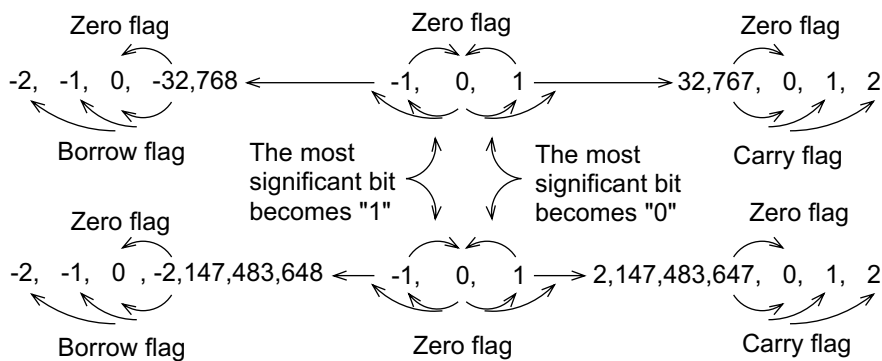 Zero flag Zero flag Zero flag
-2, -1, 0, -32,768 -1, 0, 1 32,767, 0, 1, 2
Borrow flag The most significant bit becomes "1" The most significant bit becomes "0" Carry flag
Zero flag Zero flag
-2, -1, 0 , -2,147,483,648 -1, 0, 1 2,147,483,647, 0, 1, 2
Borrow flag Zero flag Carry flag